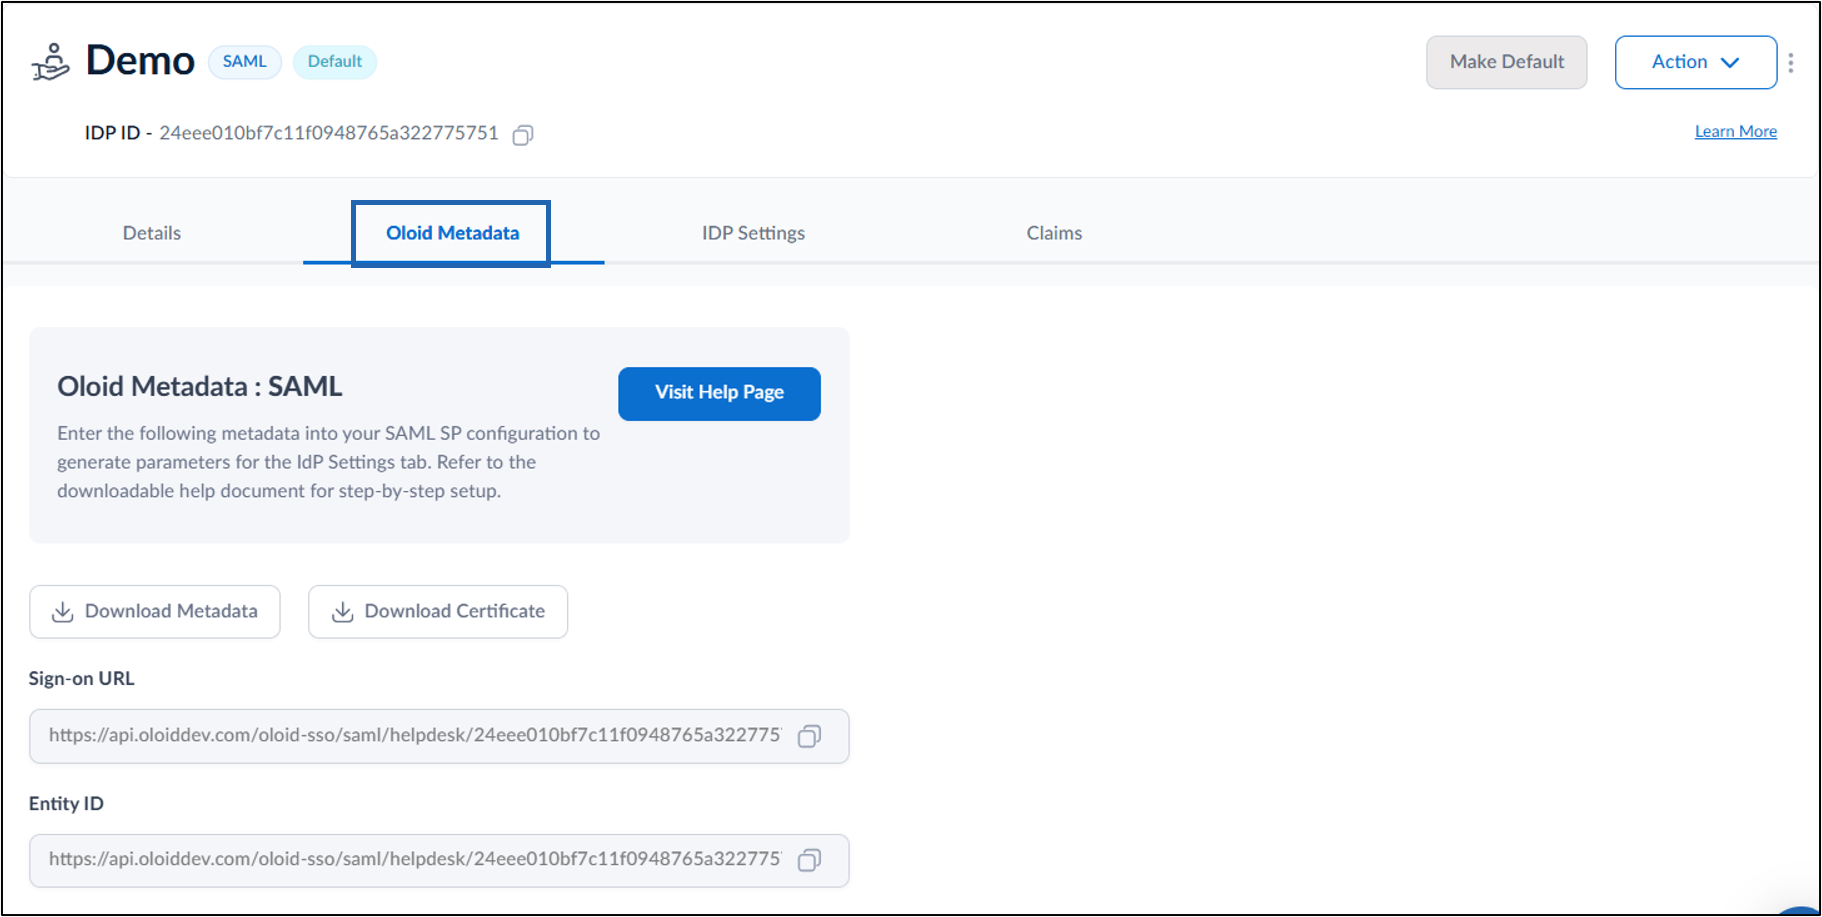 Demo SAML Default Make Default Action
IDP ID - 24eee010bf7c11f0948765a322775751 Learn More
Details Oloid Metadata IDP Settings Claims
Oloid Metadata : SAML Visit Help Page
Enter the following metadata into your SAML SP configuration to
generate parameters for the IdP Settings tab. Refer to the
downloadable help document for step-by-step setup.
Download Metadata Download Certificate
Sign-on URL
https://api.oloiddev.com/oloid-sso/saml/helpdesk/24eee010bf7c11f0948765a322775
Entity ID
https://api.oloiddev.com/oloid-sso/saml/helpdesk/24eee010bf7c11f0948765a322775